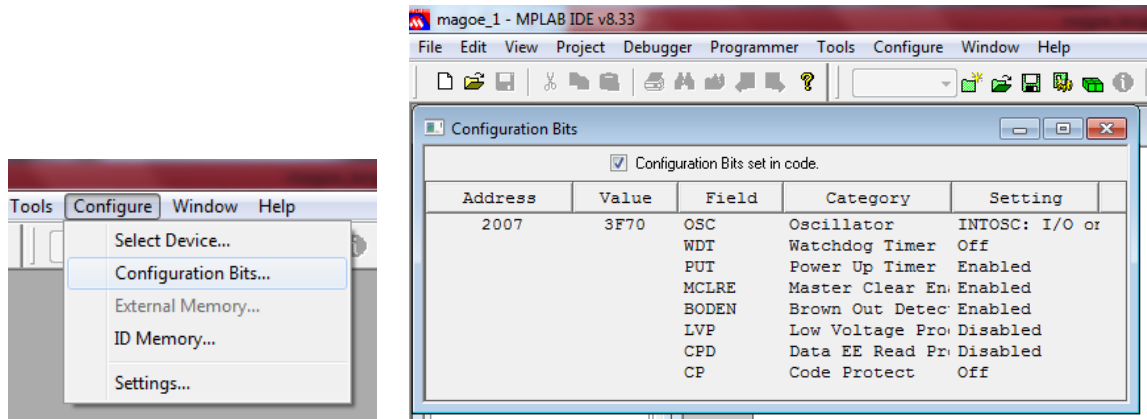 Tools Configure Window Help
Select Device...
Configuration Bits...
External Memory...
ID Memory...
Settings...
magoe_1 - MPLAB IDE v8.33
File Edit View Project Debugger Programmer Tools Configure Window Help
Configuration Bits
Configuration Bits set in code.
Address Value Field Category Setting
2007 3F70 OSC Oscillator INTOSC: I/O or
WDT Watchdog Timer Off
PUT Power Up Timer Enabled
MCLRE Master Clear En Enabled
BODEN Brown Out Detec Enabled
LVP Low Voltage Pro Disabled
CPD Data EE Read Pr Disabled
CP Code Protect Off